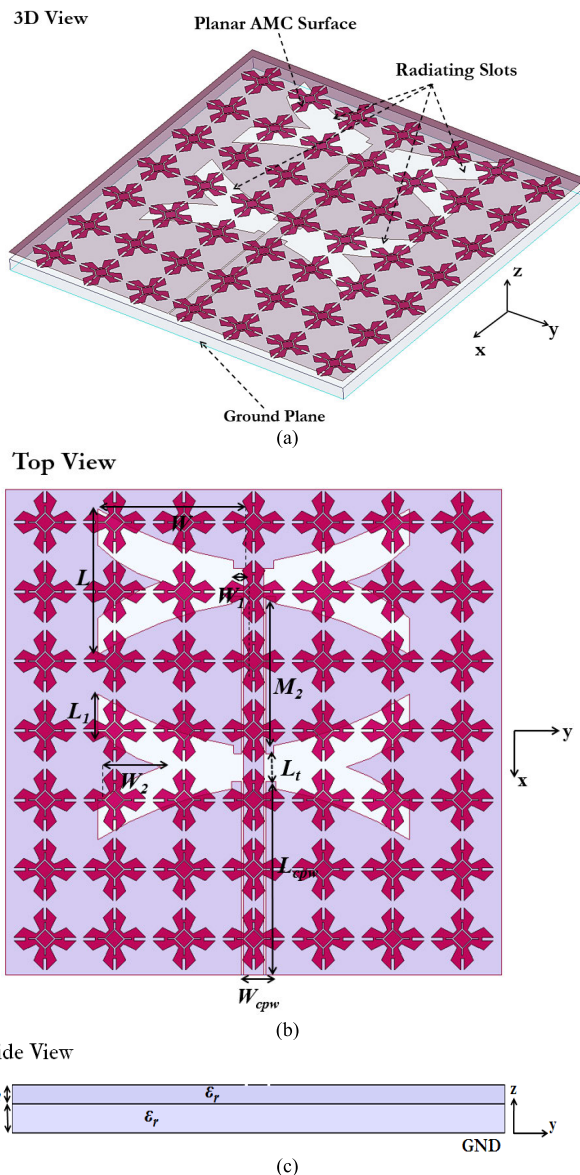 3D View
Planar AMC Surface
Radiating Slots
z
y
x
Ground Plane
(a)
Top View
W
L
W1
M2
L1
Lt
W2
y
x
Lcpw
Wcpw
(b)
ide View
εr
z
εr
y
GND
(c)